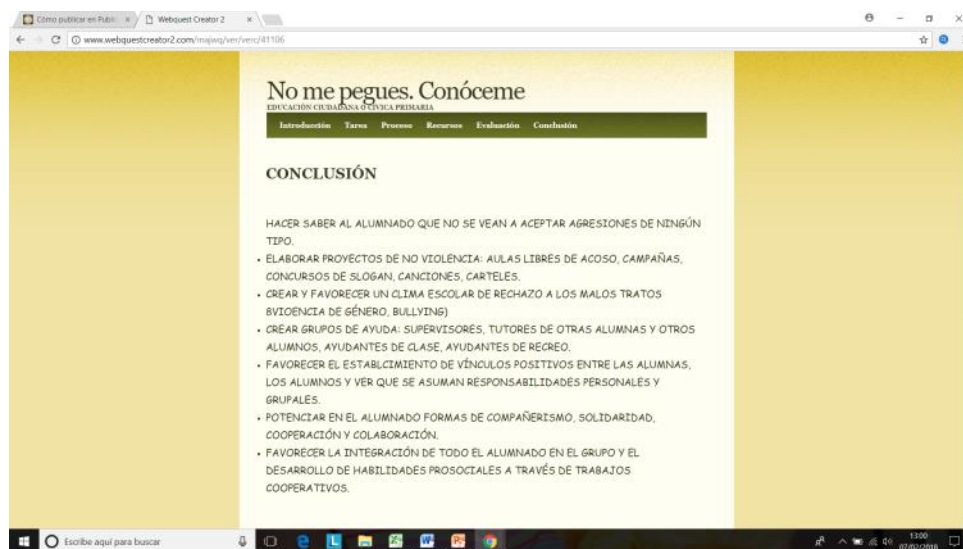 Cómo publicar en Public
Webquest Creator 2
www.webquestcreator2.com/majwq/ver/verc/41106
No me pegues. Conóceme
EDUCACIÓN CIUDADANA O CÍVICA PRIMARIA
Introducción Tarea Proceso Recursos Evaluación Conclusión
CONCLUSIÓN
HACER SABER AL ALUMNADO QUE NO SE VEAN A ACEPTAR AGRESIONES DE NINGÚN
TIPO.
• ELABORAR PROYECTOS DE NO VIOLENCIA: AULAS LIBRES DE ACOSO, CAMPAÑAS,
CONCURSOS DE SLOGAN, CANCIONES, CARTELES.
• CREAR Y FAVORECER UN CLIMA ESCOLAR DE RECHAZO A LOS MALOS TRATOS
8VIOENCIA DE GÉNERO, BULLYING)
• CREAR GRUPOS DE AYUDA: SUPERVISORES, TUTORES DE OTRAS ALUMNAS Y OTROS
ALUMNOS, AYUDANTES DE CLASE, AYUDANTES DE RECREO.
• FAVORECER EL ESTABLCIMIENTO DE VÍNCULOS POSITIVOS ENTRE LAS ALUMNAS,
LOS ALUMNOS Y VER QUE SE ASUMAN RESPONSABILIDADES PERSONALES Y
GRUPALES.
• POTENCIAR EN EL ALUMNADO FORMAS DE COMPAÑERISMO, SOLIDARIDAD,
COOPERACIÓN Y COLABORACIÓN.
• FAVORECER LA INTEGRACIÓN DE TODO EL ALUMNADO EN EL GRUPO Y EL
DESARROLLO DE HABILIDADES PROSOCIALES A TRAVÉS DE TRABAJOS
COOPERATIVOS.
Escribe aquí para buscar
13:00
07/02/2018